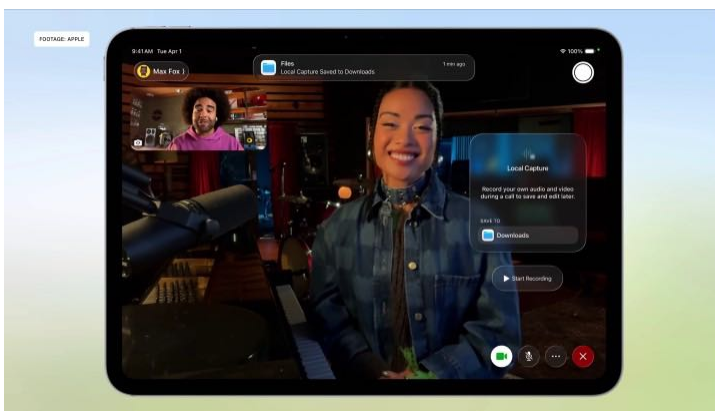 FOOTAGE: APPLE
9:41 AM Tue Apr 1
100%
Max Fox
Files
1 min ago
Local Capture Saved to Downloads
Local Capture
Record your own audio and video
during a call to save and edit later.
SAVE TO
Downloads
Start Recording